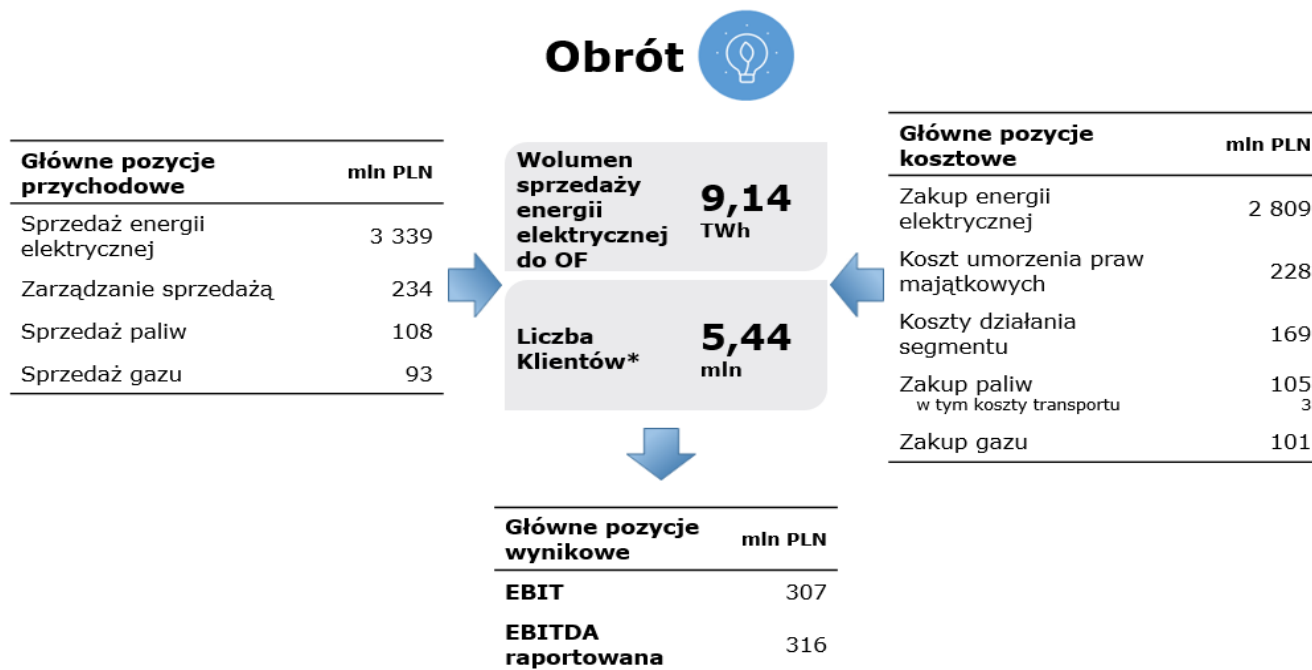 Obrót
Główne pozycje
przychodowe
mln PLN
Sprzedaż energii
elektrycznej
3 339
Zarządzanie sprzedażą
234
Sprzedaż paliw
108
Sprzedaż gazu
93
Wolumen
sprzedaży
energii
elektrycznej
do OF
9,14
TWh
Liczba
Klientów*
5,44
mln
Główne pozycje
kosztowe
mln PLN
Zakup energii
elektrycznej
2 809
Koszt umorzenia praw
majątkowych
228
Koszty działania
segmentu
169
Zakup paliw
105
w tym koszty transportu
3
Zakup gazu
101
Główne pozycje
wynikowe
mln PLN
EBIT
307
EBITDA
raportowana
316